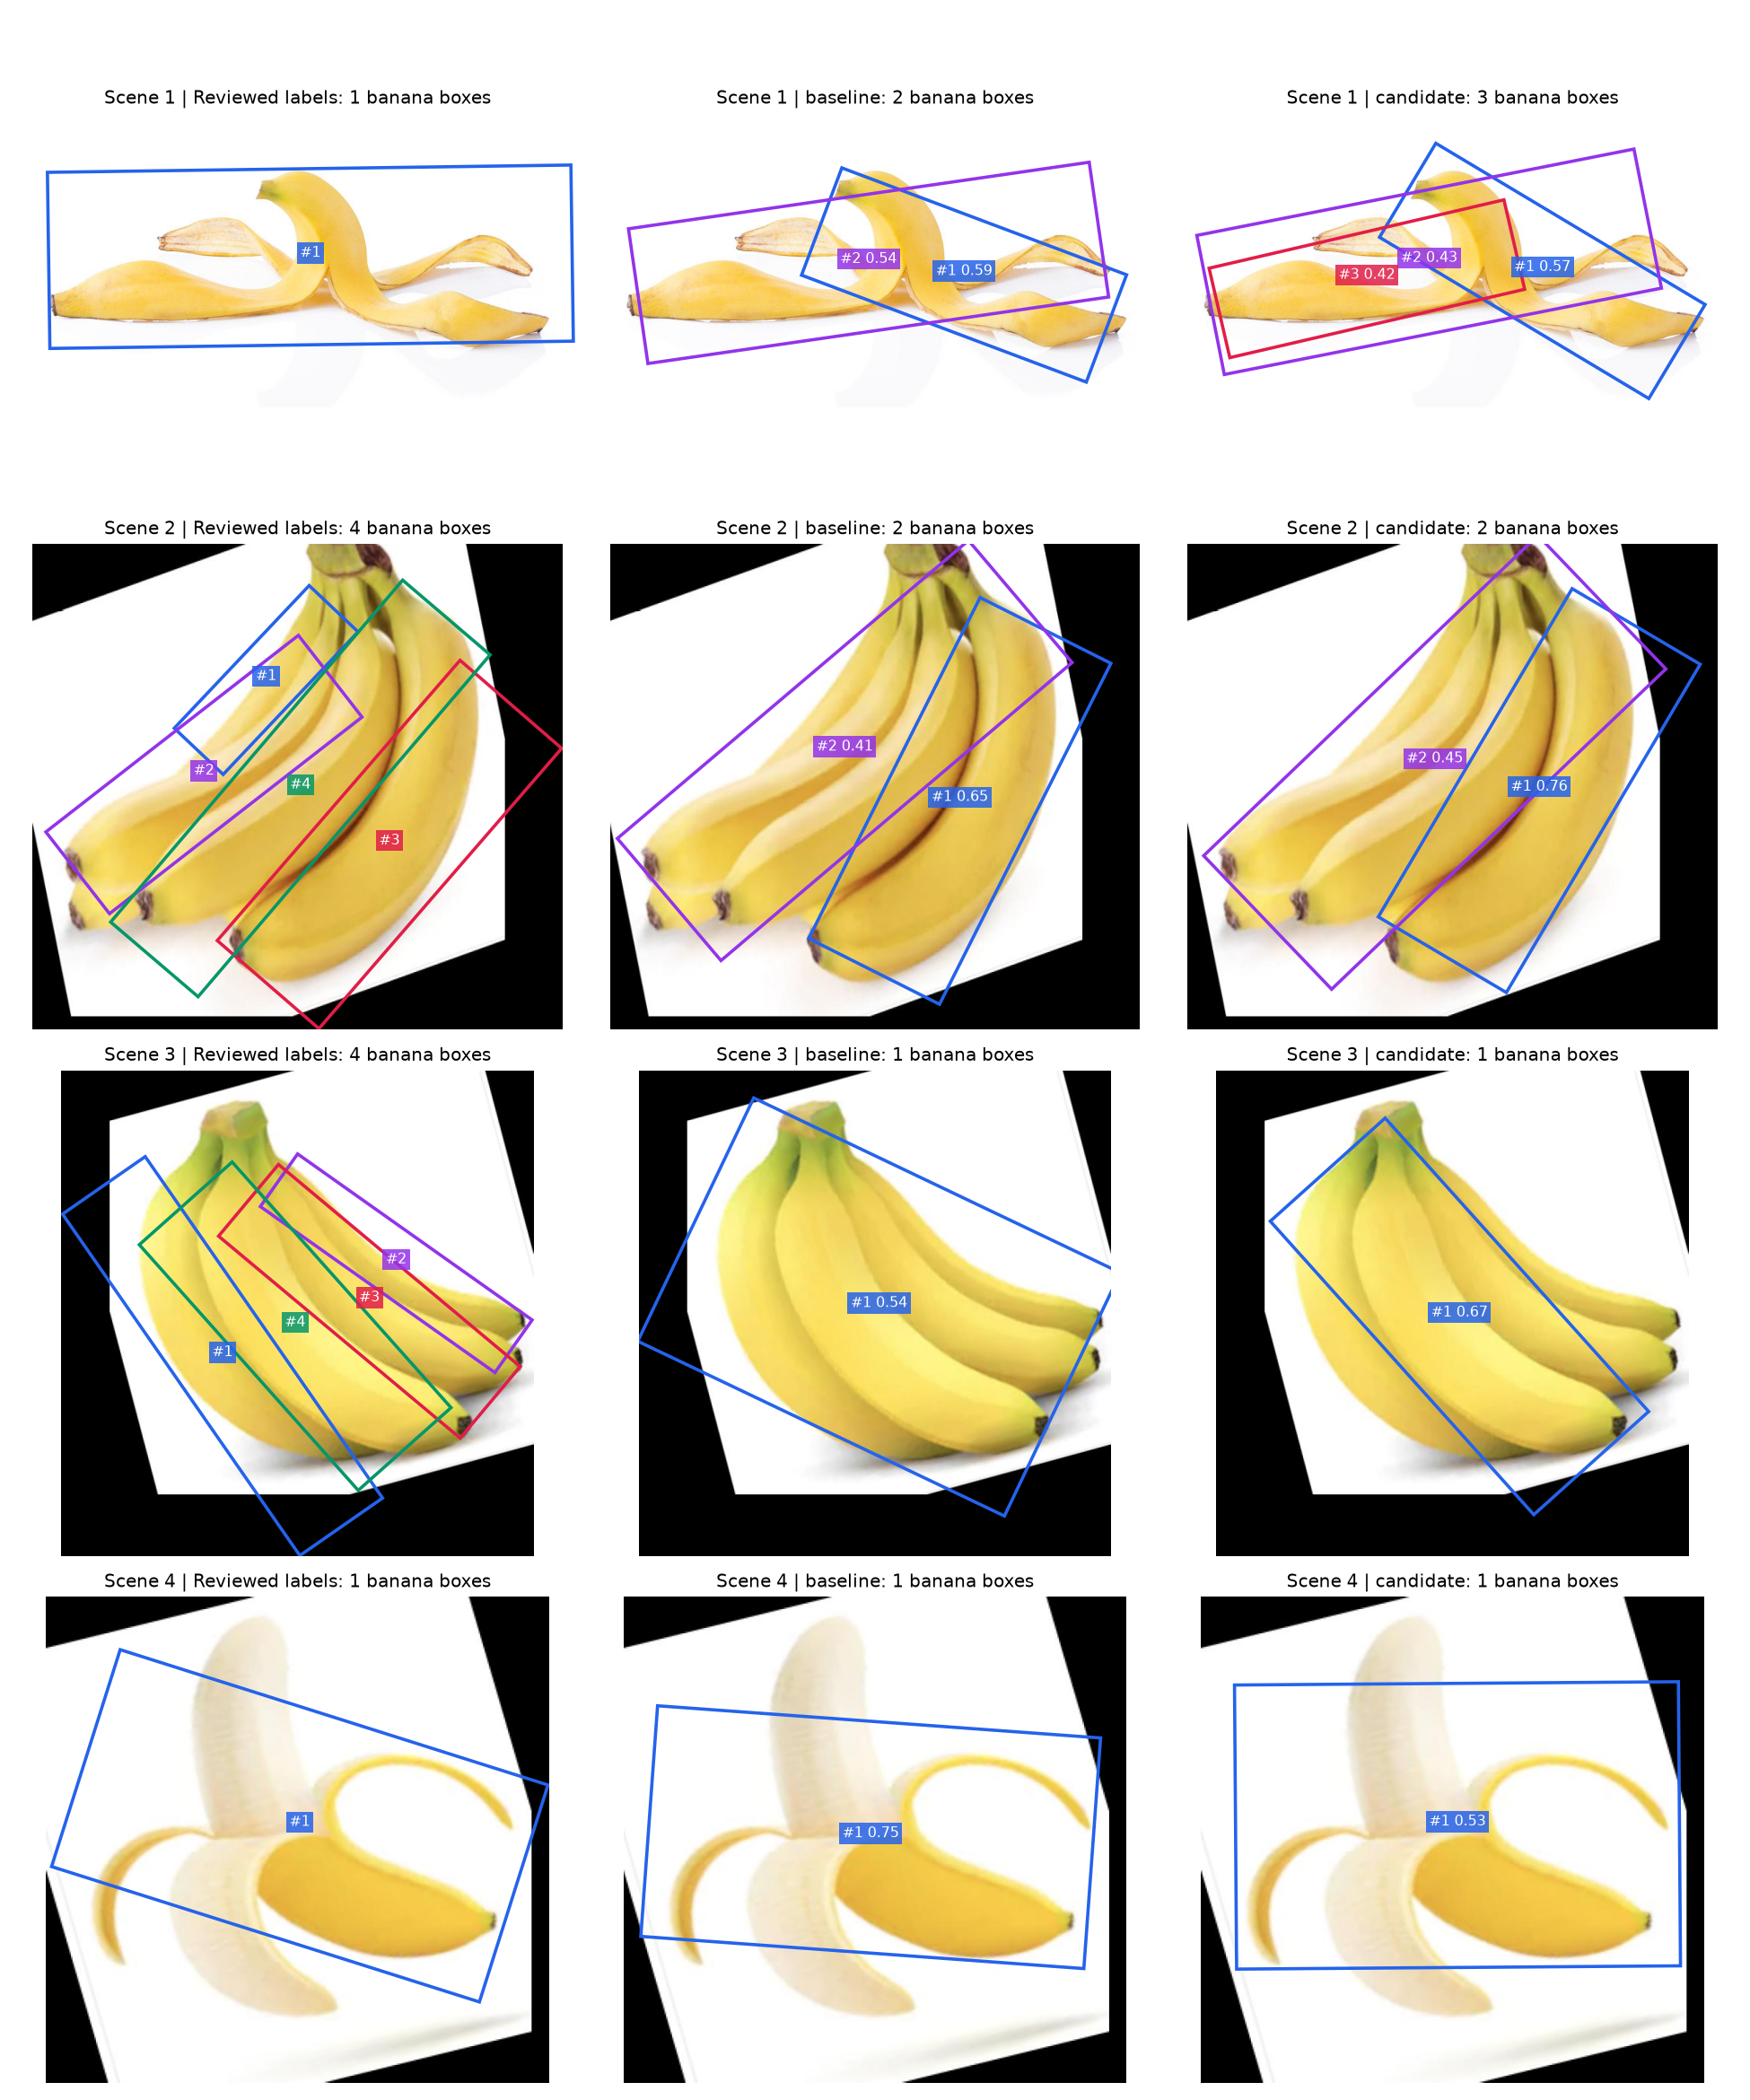 Scene 1 | Reviewed labels: 1 banana boxes
Scene 1 | baseline: 2 banana boxes
Scene 1 | candidate: 3 banana boxes
#1
#2 0.54
#1 0.59
#2 0.43
#1 0.57
#3 0.42
Scene 2 | Reviewed labels: 4 banana boxes
Scene 2 | baseline: 2 banana boxes
Scene 2 | candidate: 2 banana boxes
#1
#2
#4
#3
#2 0.41
#1 0.65
#2 0.45
#1 0.76
Scene 3 | Reviewed labels: 4 banana boxes
Scene 3 | baseline: 1 banana boxes
Scene 3 | candidate: 1 banana boxes
#2
#3
#4
#1
#1 0.54
#1 0.67
Scene 4 | Reviewed labels: 1 banana boxes
Scene 4 | baseline: 1 banana boxes
Scene 4 | candidate: 1 banana boxes
#1
#1 0.75
#1 0.53